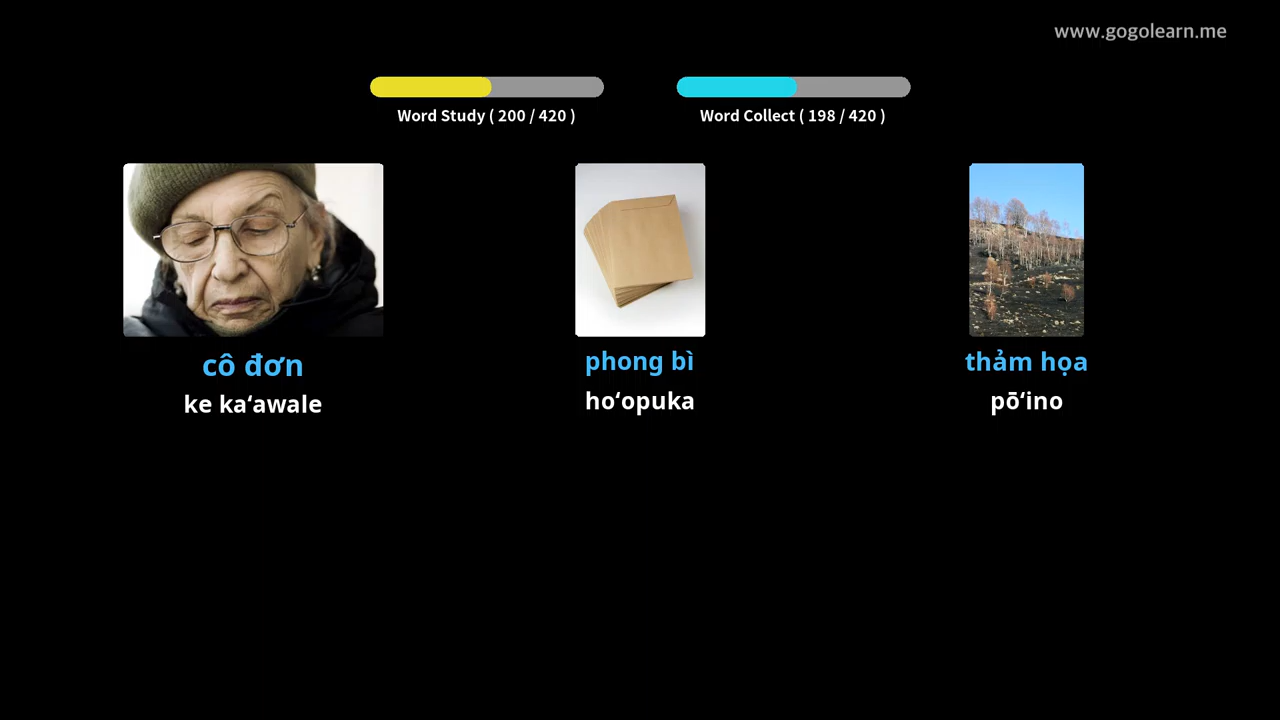 www.gogolearn.me
Word Study ( 200 / 420 )
Word Collect ( 198 / 420 )
cô đơn
ke kaʻawale
phong bì
hoʻopuka
thảm họa
pōʻino